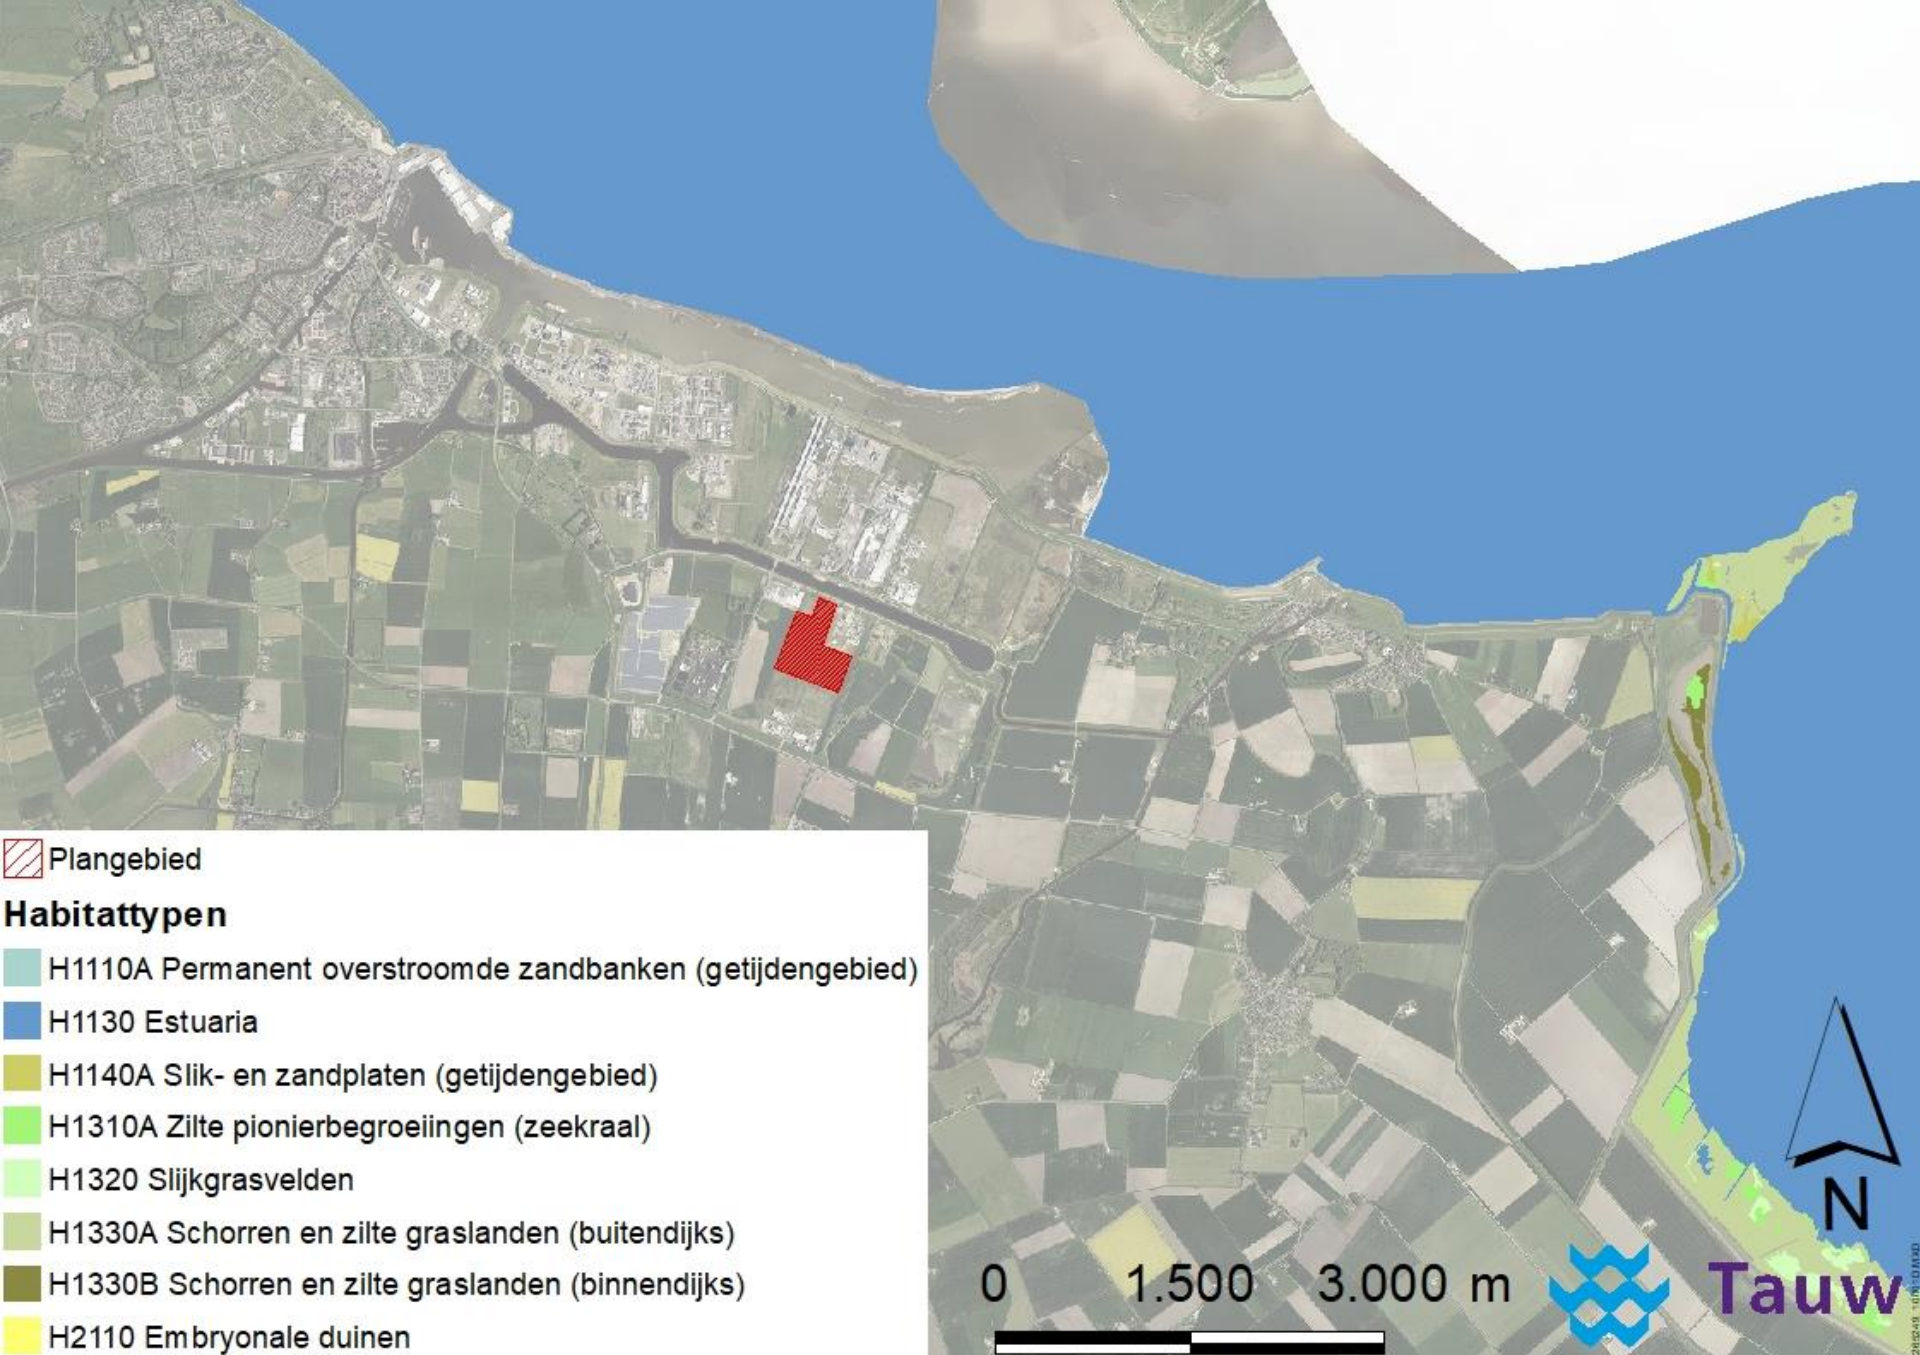 Plangebied
Habitattypen
H1110A Permanent overstroomde zandbanken (getijdengebied)
H1130 Estuaria
H1140A Slik- en zandplaten (getijdengebied)
H1310A Zilte pionierbegroeiingen (zeekraal)
H1320 Slijkgrasvelden
H1330A Schorren en zilte graslanden (buitendijks)
H1330B Schorren en zilte graslanden (binnendijks)
H2110 Embryonale duinen
0 1.500 3.000 m
N
Tauw